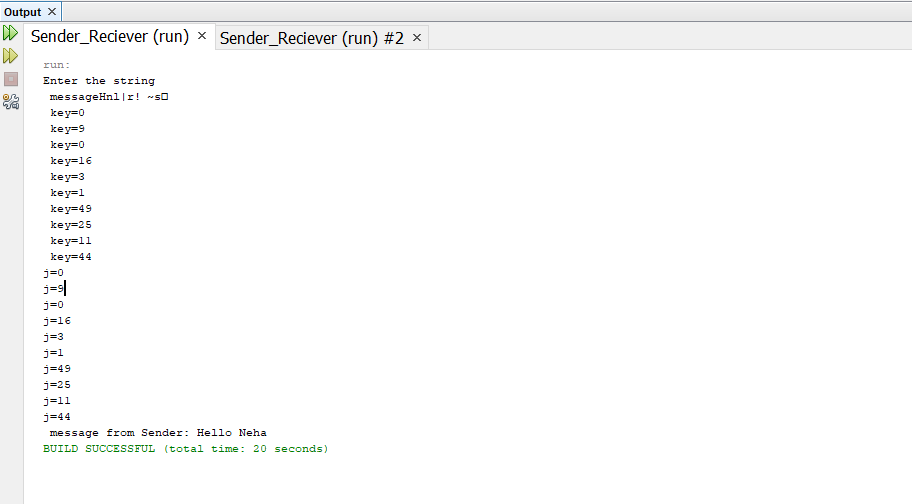 Output
Sender_Reciever (run) Sender_Reciever (run) #2
run:
Enter the string
messageHnl|r! ~s□
key=0
key=9
key=0
key=16
key=3
key=1
key=49
key=25
key=11
key=44
j=0
j=9
j=0
j=16
j=3
j=1
j=49
j=25
j=11
j=44
message from Sender: Hello Neha
BUILD SUCCESSFUL (total time: 20 seconds)